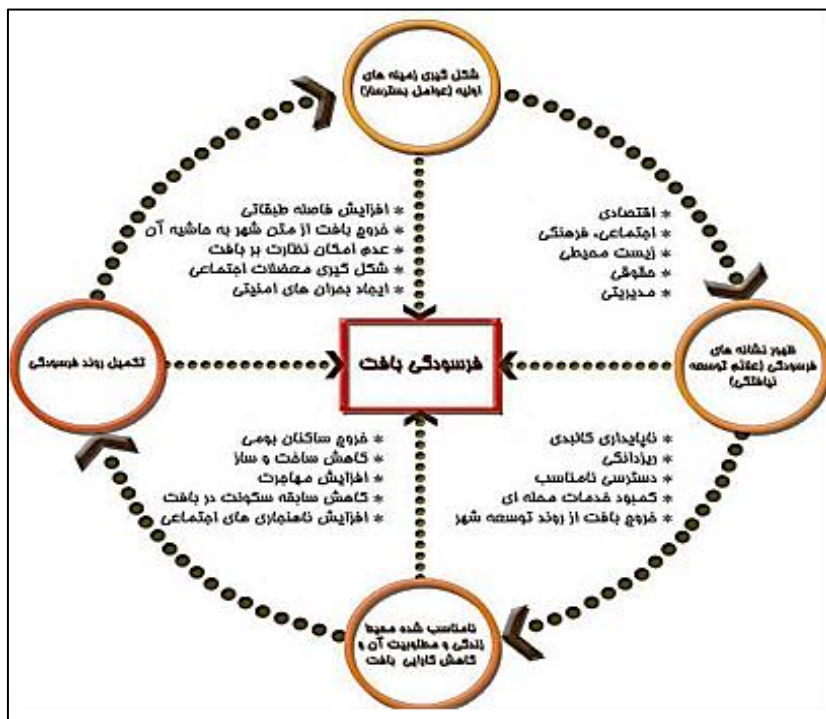 شکل گیری زمینه های
اولیه (عوامل بسترساز)
* اقتصادی
* اجتماعی، فرهنگی
* زیست محیطی
* حقوقی
* مدیریتی
ظهور نشانه های
فرسودگی (علائم توسعه
نیافتگی)
* ناپایداری کالبدی
* ریزدانگی
* دسترسی نامناسب
* کمبود خدمات محله ای
* خروج بافت از روند توسعه شهر
نامناسب شده محیط
زندگی و مطلوبیت آن و
کاهش کارایی بافت
* خروج ساکنان بومی
* کاهش ساخت و ساز
* افزایش مهاجرت
* کاهش سابقه سکونت در بافت
* افزایش ناهنجاری های اجتماعی
تکمیل روند فرسودگی
* افزایش فاصله طبقاتی
* خروج بافت از متن شهر به حاشیه آن
* عدم امکان نظارت بر بافت
* شکل گیری معضلات اجتماعی
* ایجاد بحران های امنیتی
فرسودگی بافت